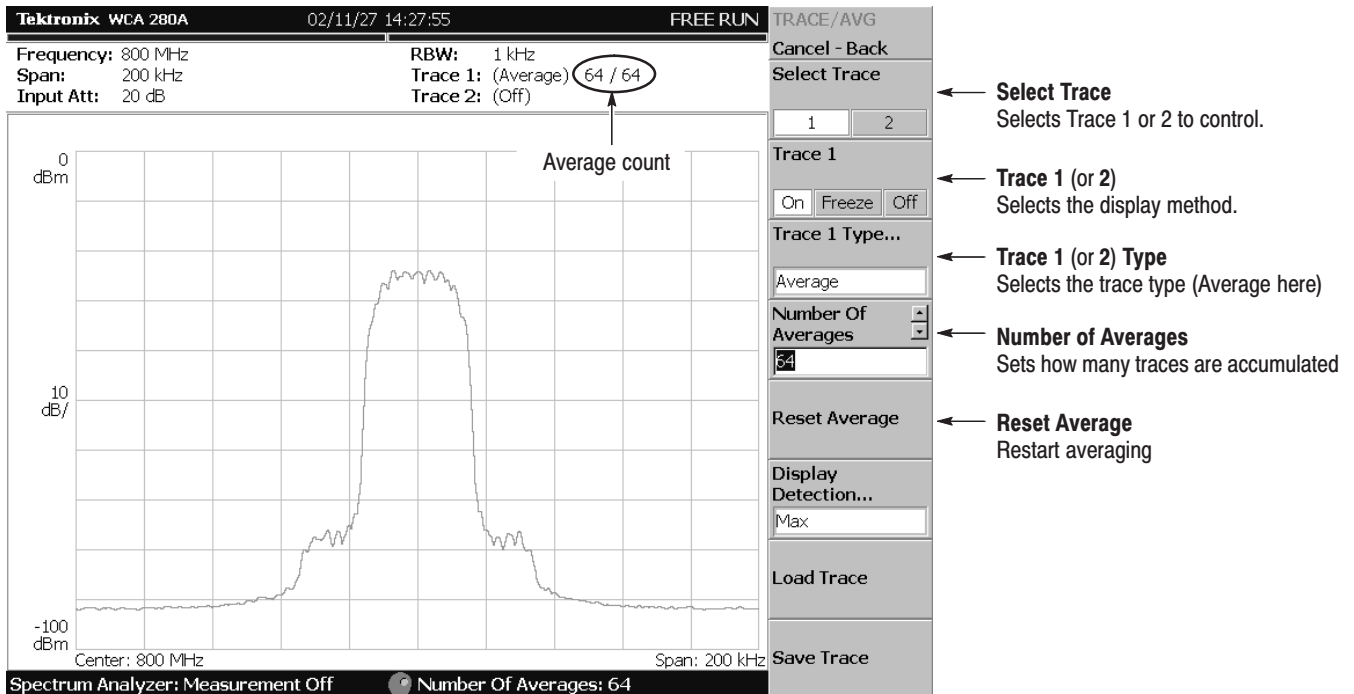 Tektronix WCA 280A 02/11/27 14:27:55 FREE RUN
Frequency: 800 MHz
Span: 200 kHz
Input Att: 20 dB
RBW: 1 kHz
Trace 1: (Average) 64 / 64
Trace 2: (Off)
Average count
0
dBm
10
dB/
-100
dBm
Center: 800 MHz Span: 200 kHz
Spectrum Analyzer: Measurement Off Number Of Averages: 64
TRACE/AVG
Cancel - Back
Select Trace
1 2
Trace 1
On Freeze Off
Trace 1 Type...
Average
Number Of
Averages
64
Reset Average
Display
Detection...
Max
Load Trace
Save Trace
Select Trace
Selects Trace 1 or 2 to control.
Trace 1 (or 2)
Selects the display method.
Trace 1 (or 2) Type
Selects the trace type (Average here)
Number of Averages
Sets how many traces are accumulated
Reset Average
Restart averaging